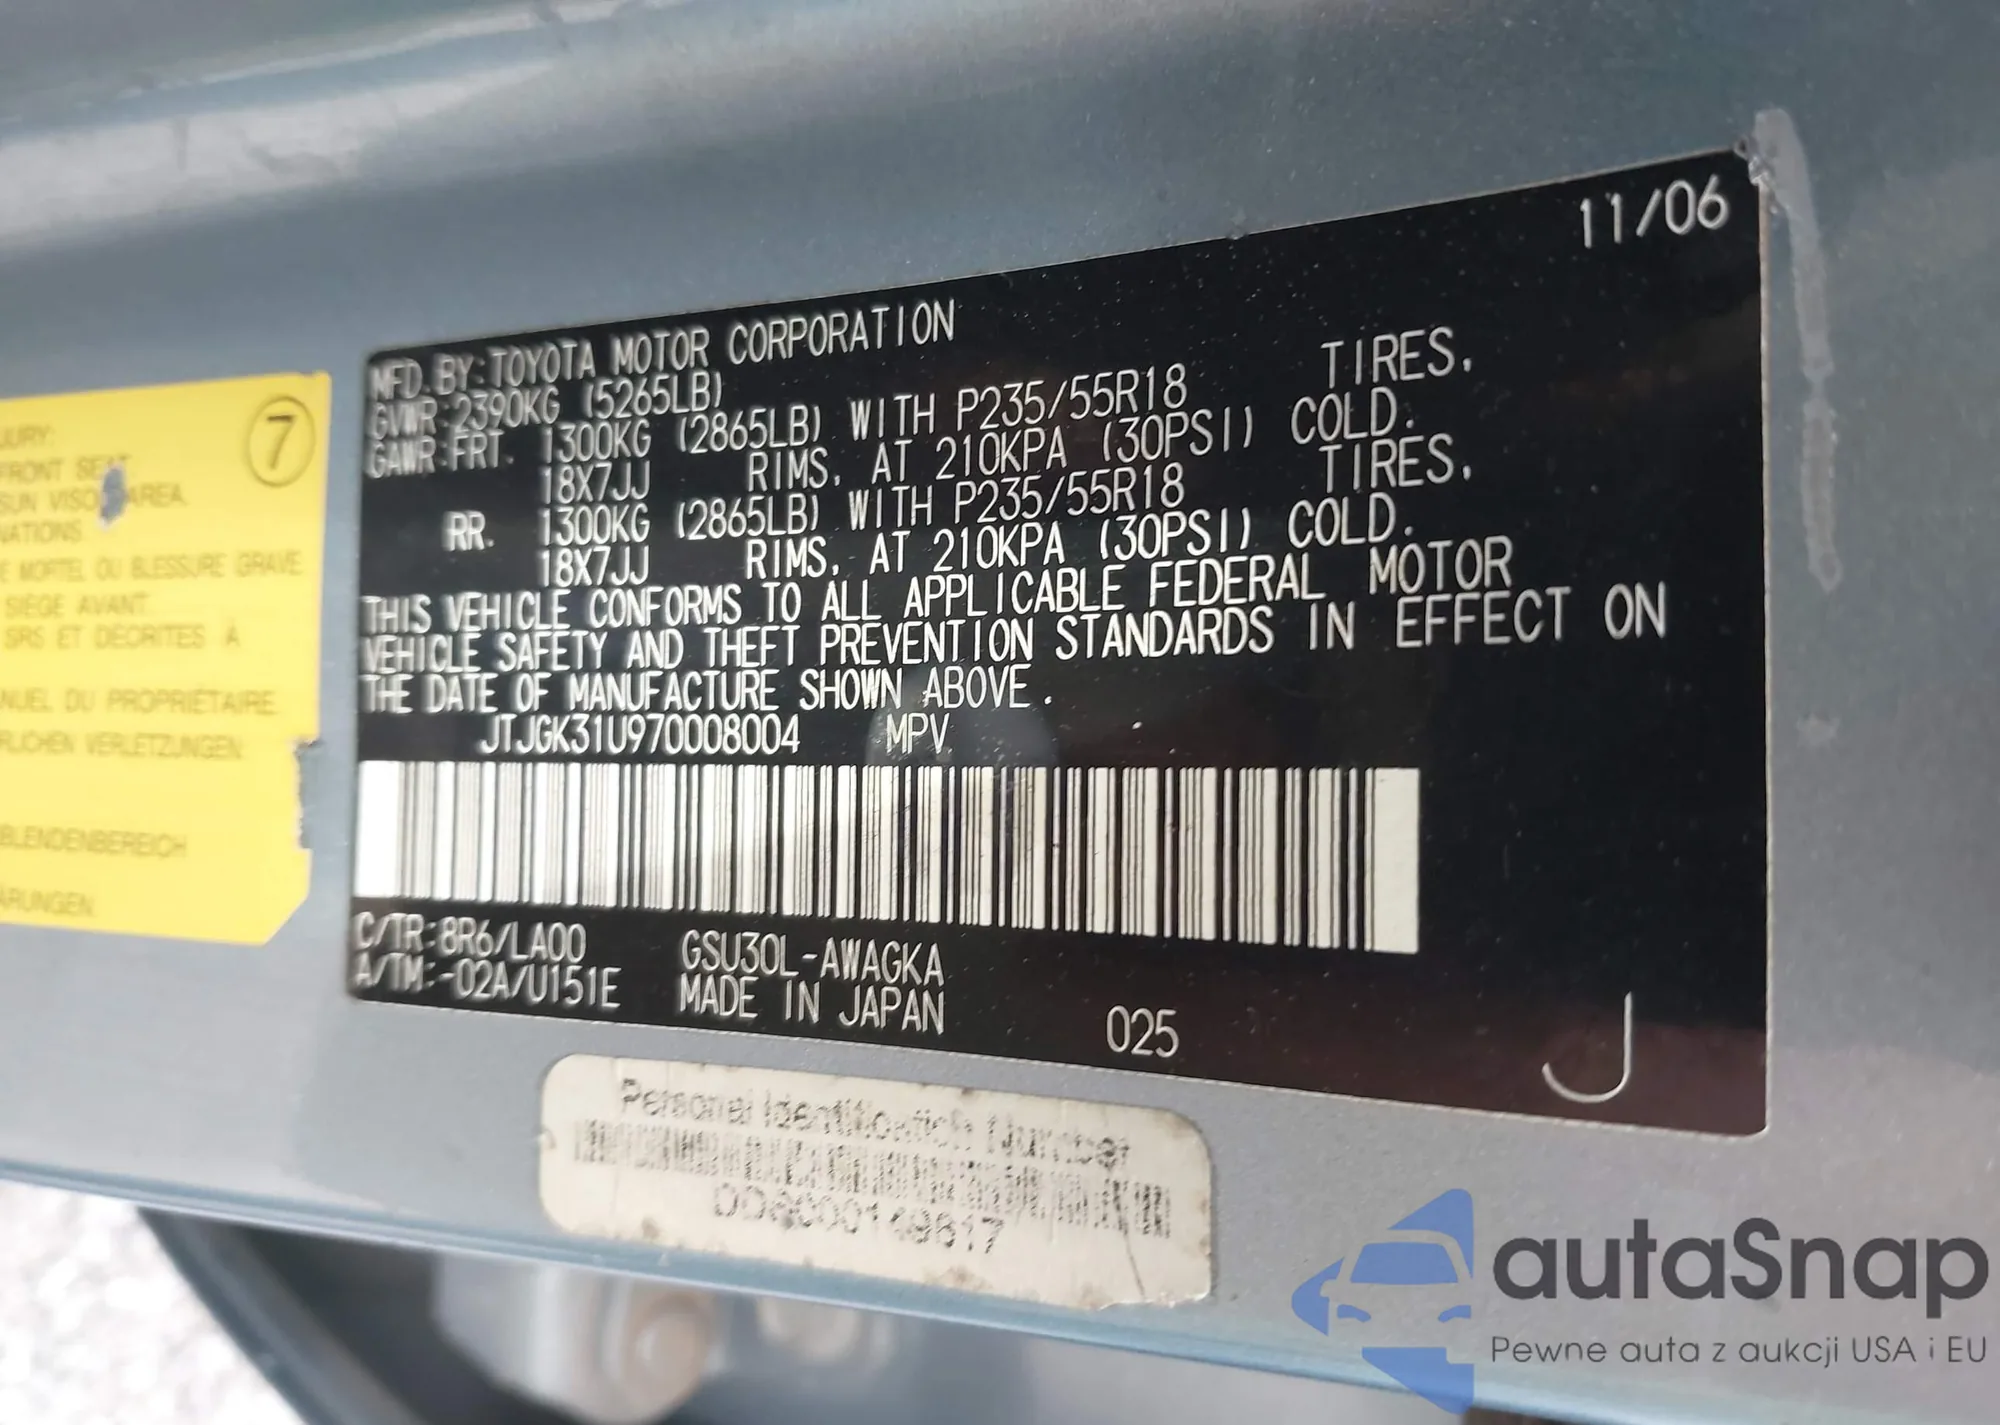 11/06
MFD. BY: TOYOTA MOTOR CORPORATION
GVWR: 2390KG (5265LB)
GAWR: FRT. 1300KG (2865LB) WITH P235/55R18 TIRES,
18X7JJ RIMS, AT 210KPA (30PSI) COLD.
RR. 1300KG (2865LB) WITH P235/55R18 TIRES,
18X7JJ RIMS, AT 210KPA (30PSI) COLD.
THIS VEHICLE CONFORMS TO ALL APPLICABLE FEDERAL MOTOR
VEHICLE SAFETY AND THEFT PREVENTION STANDARDS IN EFFECT ON
THE DATE OF MANUFACTURE SHOWN ABOVE.
JTJGK31U970008004 MPV
C/TR: 8R6/LA00 GSU30L-AWAGKA
A/TM: -02A/U151E MADE IN JAPAN
025
J
7
URY:
FRONT SEAT
SUN VISOR AREA.
NATIONS.
E MORTEL OU BLESSURE GRAVE
SIÈGE AVANT.
SRS ET DÉCRITES À
NUEL DU PROPRIÉTAIRE.
RLICHEN VERLETZUNGEN:
BLENDENBEREICH
ÄRUNGEN
Personal Identification
autaSnap
Pewne auta z aukcji USA i EU